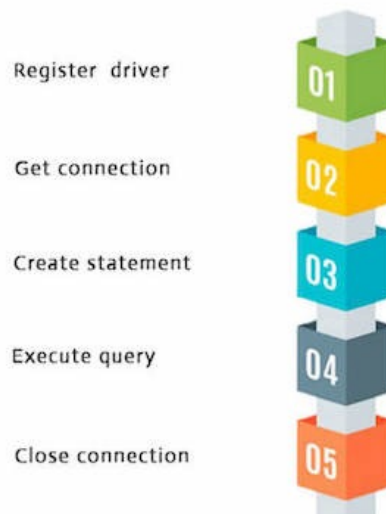 Register driver
01
Get connection
02
Create statement
03
Execute query
04
Close connection
05